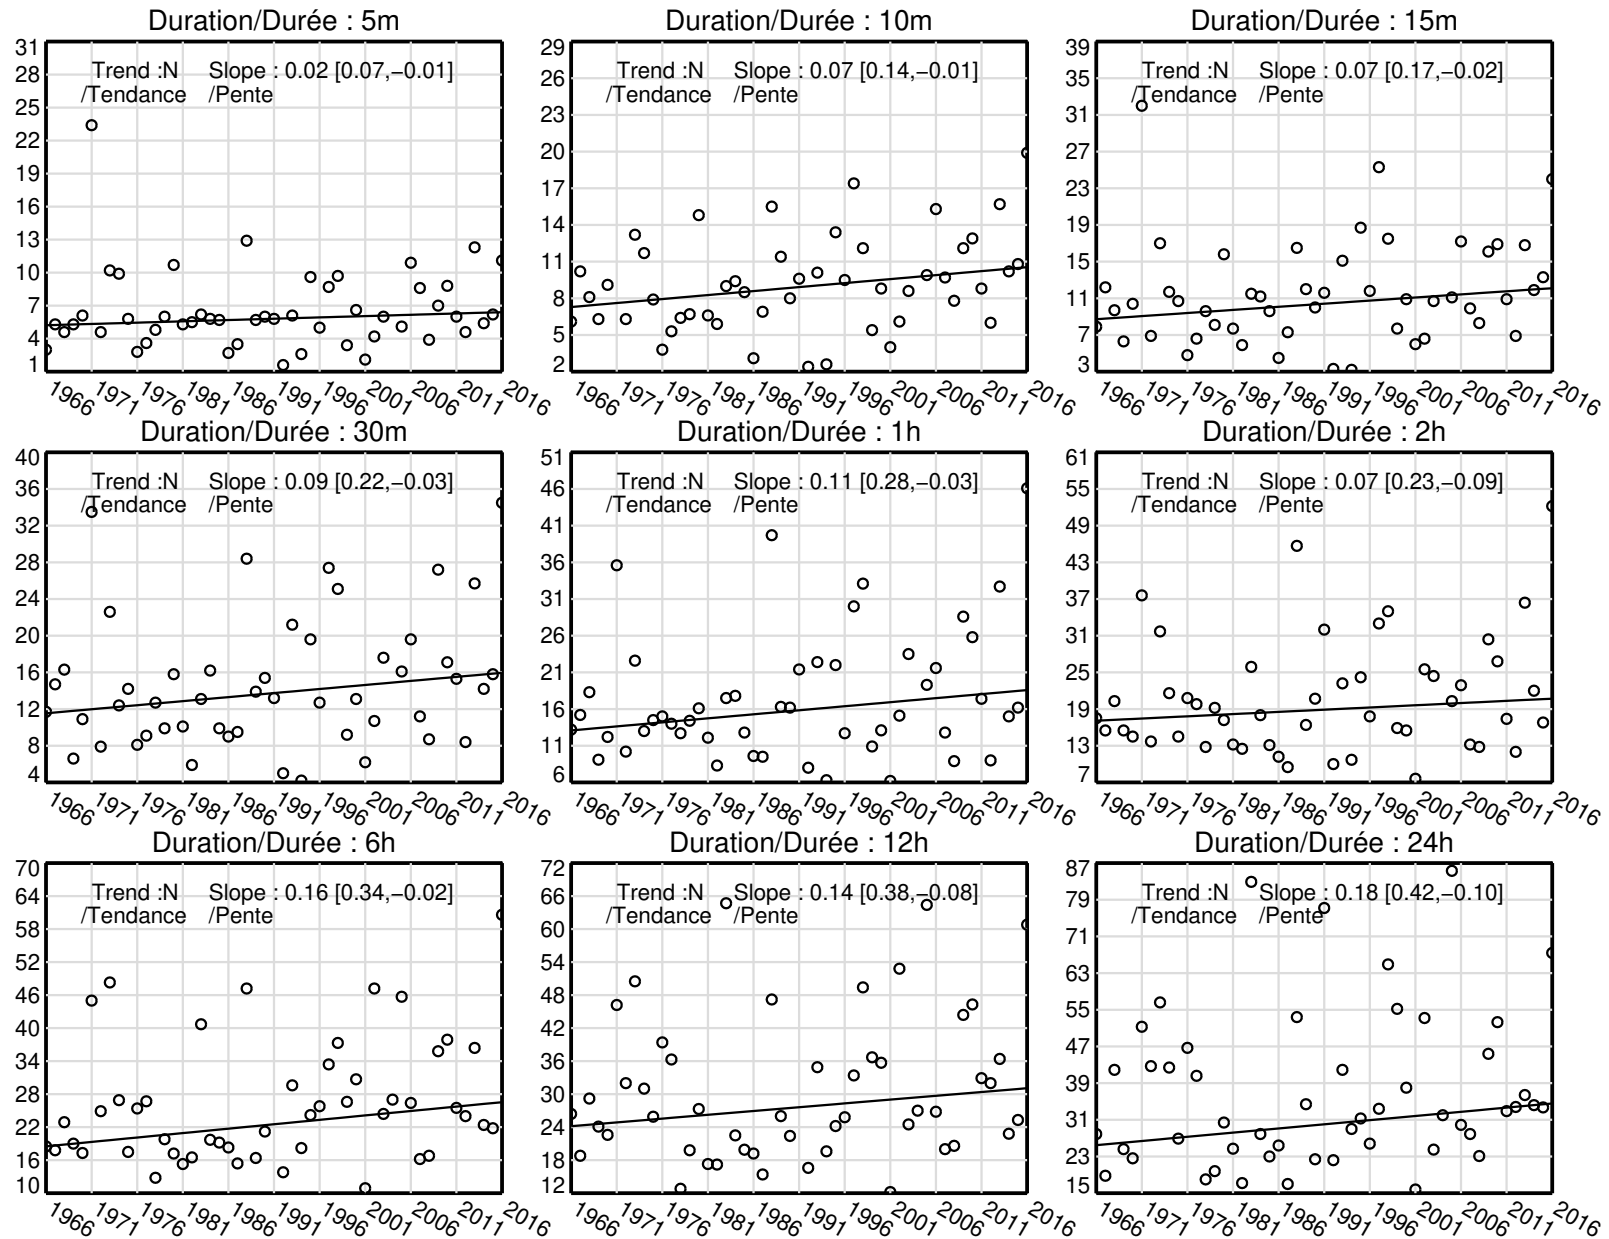 Duration/Durée : 5m
31
28
25
22
19
16
13
10
7
4
1
Trend :N Slope : 0.02 [0.07,−0.01]
/Tendance /Pente
1966 1971 1976 1981 1986 1991 1996 2001 2006 2011 2016
Duration/Durée : 10m
29
26
23
20
17
14
11
8
5
2
Trend :N Slope : 0.07 [0.14,−0.01]
/Tendance /Pente
1966 1971 1976 1981 1986 1991 1996 2001 2006 2011 2016
Duration/Durée : 15m
39
35
31
27
23
19
15
11
7
3
Trend :N Slope : 0.07 [0.17,−0.02]
/Tendance /Pente
1966 1971 1976 1981 1986 1991 1996 2001 2006 2011 2016
Duration/Durée : 30m
40
36
32
28
24
20
16
12
8
4
Trend :N Slope : 0.09 [0.22,−0.03]
/Tendance /Pente
1966 1971 1976 1981 1986 1991 1996 2001 2006 2011 2016
Duration/Durée : 1h
51
46
41
36
31
26
21
16
11
6
Trend :N Slope : 0.11 [0.28,−0.03]
/Tendance /Pente
1966 1971 1976 1981 1986 1991 1996 2001 2006 2011 2016
Duration/Durée : 2h
61
55
49
43
37
31
25
19
13
7
Trend :N Slope : 0.07 [0.23,−0.09]
/Tendance /Pente
1966 1971 1976 1981 1986 1991 1996 2001 2006 2011 2016
Duration/Durée : 6h
70
64
58
52
46
40
34
28
22
16
10
Trend :N Slope : 0.16 [0.34,−0.02]
/Tendance /Pente
1966 1971 1976 1981 1986 1991 1996 2001 2006 2011 2016
Duration/Durée : 12h
72
66
60
54
48
42
36
30
24
18
12
Trend :N Slope : 0.14 [0.38,−0.08]
/Tendance /Pente
1966 1971 1976 1981 1986 1991 1996 2001 2006 2011 2016
Duration/Durée : 24h
87
79
71
63
55
47
39
31
23
15
Trend :N Slope : 0.18 [0.42,−0.10]
/Tendance /Pente
1966 1971 1976 1981 1986 1991 1996 2001 2006 2011 2016